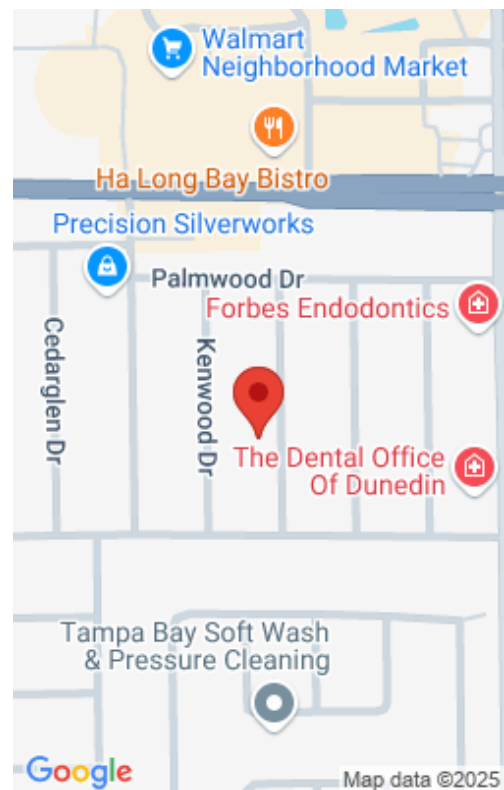 Walmart
Neighborhood Market
Ha Long Bay Bistro
Precision Silverworks
Palmwood Dr
Forbes Endodontics
Cedarglen Dr
Kenwood Dr
The Dental Office
Of Dunedin
Tampa Bay Soft Wash
& Pressure Cleaning
Google
Map data ©2025